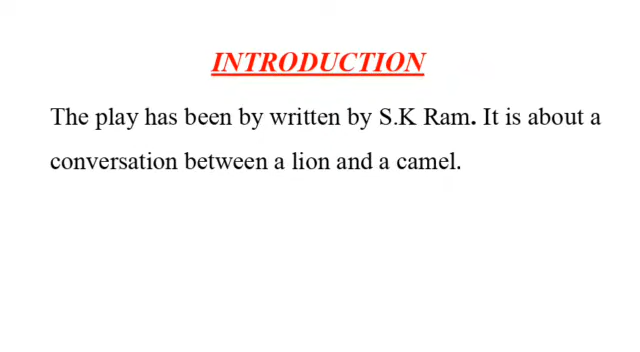 INTRODUCTION
The play has been by written by S.K Ram. It is about a
conversation between a lion and a camel.